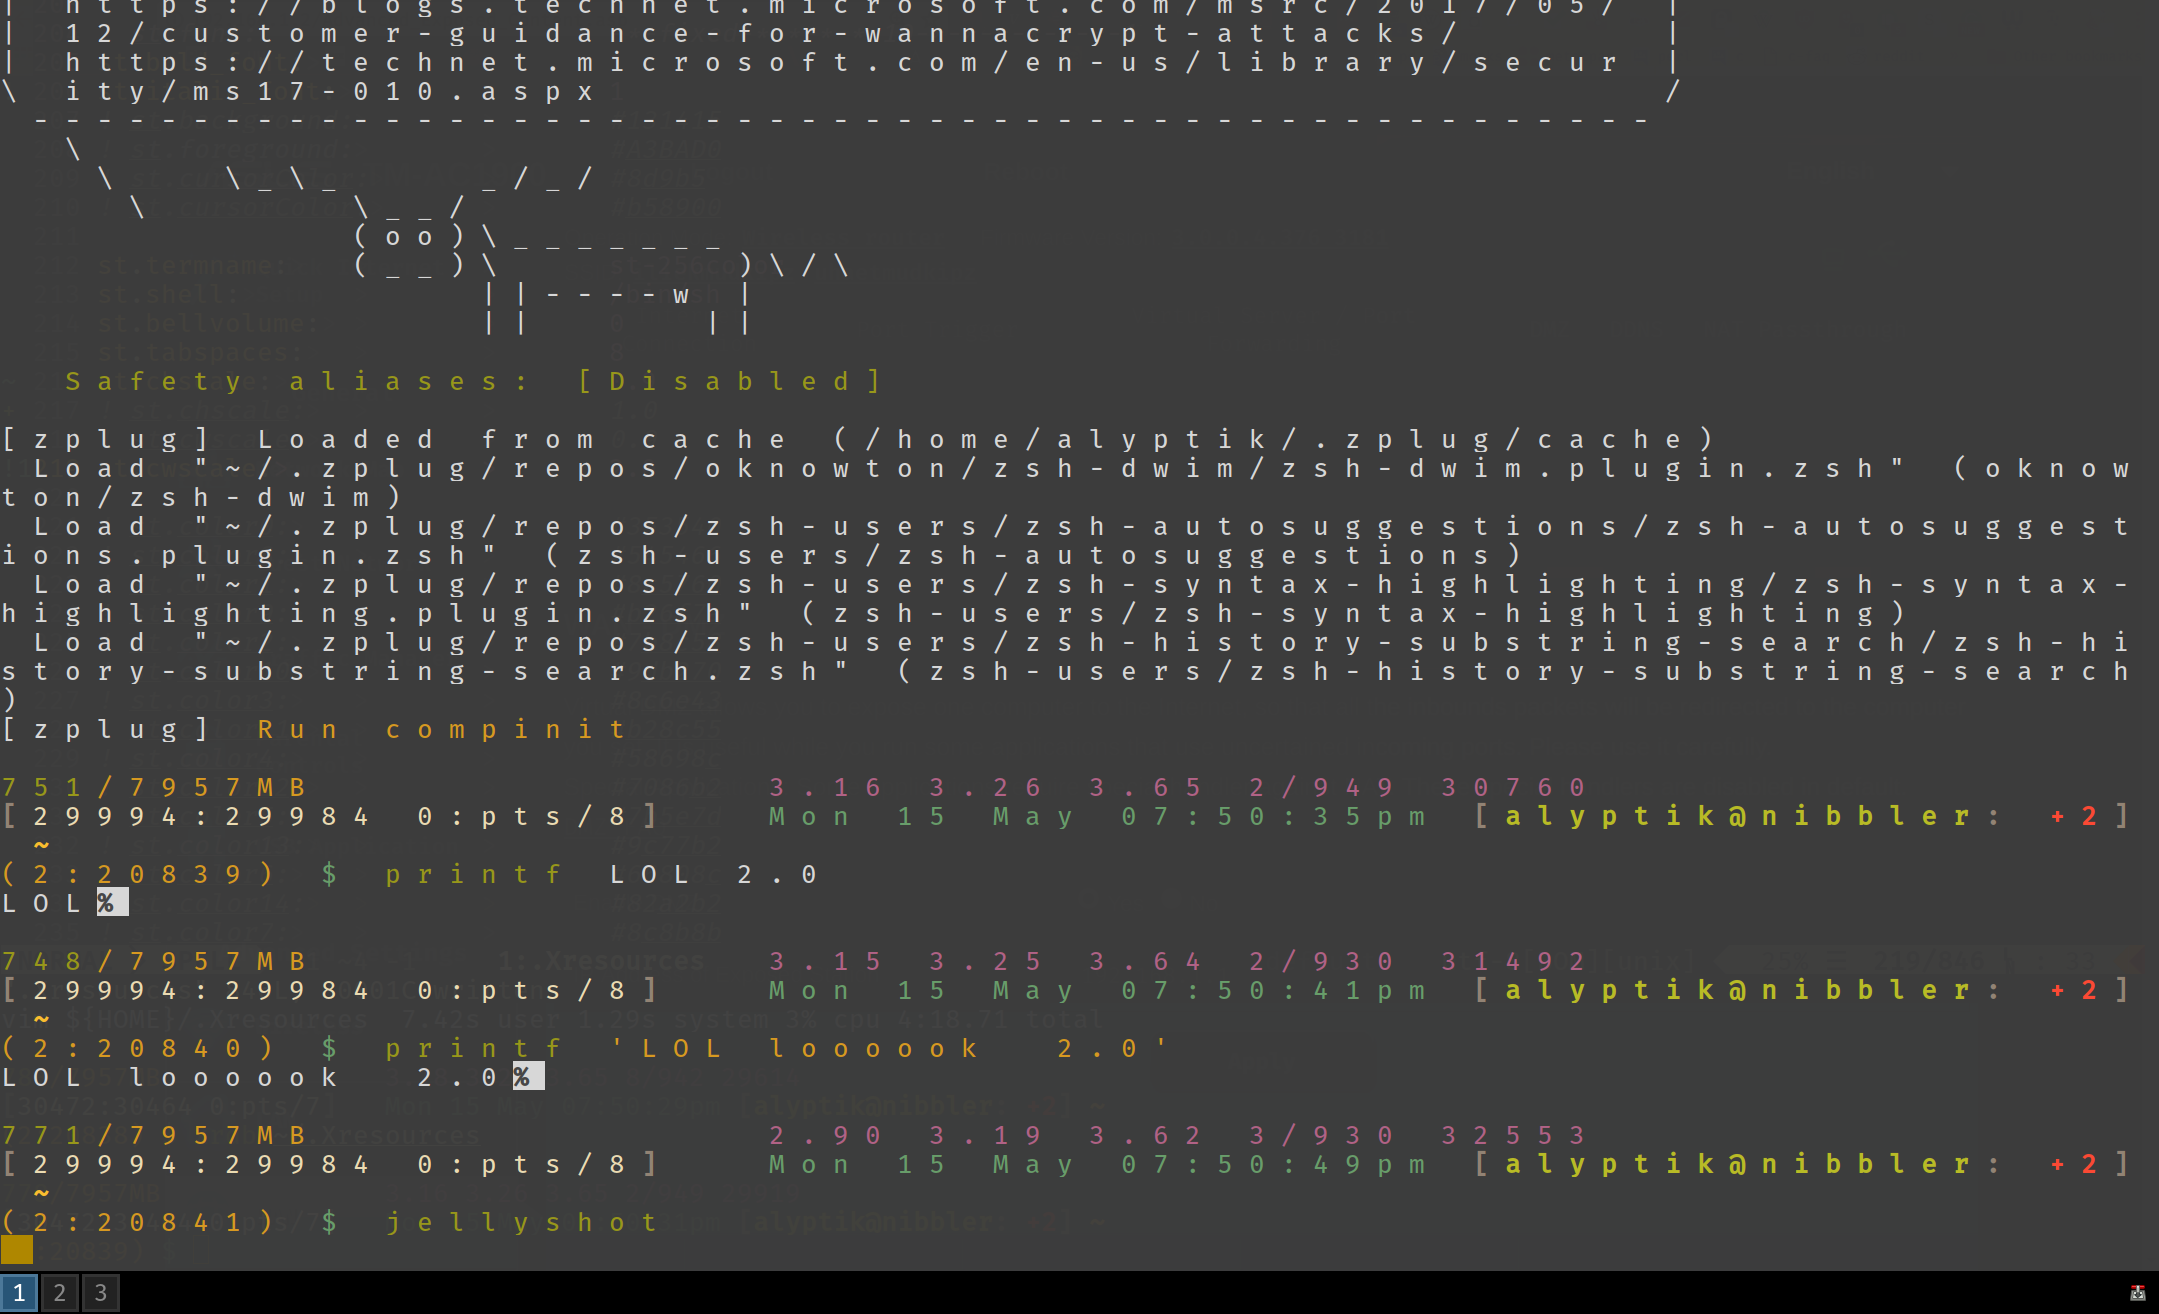 | https://blogs.technet.microsoft.com/msrc/2017/05/ |
| 12/customer-guidance-for-wannacrypt-attacks/ |
| https://technet.microsoft.com/en-us/library/secur |
\ ity/ms17-010.aspx /
---------------------------------------------------
\
\ \_\_ _/_/
\ \__/
(oo)\_______
(__)\ )\/\
||----w |
|| ||
Safety aliases: [Disabled]
[zplug] Loaded from cache (/home/alyptik/.zplug/cache)
Load "~/.zplug/repos/oknowton/zsh-dwim/zsh-dwim.plugin.zsh" (oknow
ton/zsh-dwim)
Load "~/.zplug/repos/zsh-users/zsh-autosuggestions/zsh-autosuggest
ions.plugin.zsh" (zsh-users/zsh-autosuggestions)
Load "~/.zplug/repos/zsh-users/zsh-syntax-highlighting/zsh-syntax-
highlighting.plugin.zsh" (zsh-users/zsh-syntax-highlighting)
Load "~/.zplug/repos/zsh-users/zsh-history-substring-search/zsh-hi
story-substring-search.zsh" (zsh-users/zsh-history-substring-search
)
[zplug] Run compinit
751/7957MB 3.16 3.26 3.65 2/949 30760
[29994:29984 0:pts/8] Mon 15 May 07:50:35pm [alyptik@nibbler: +2]
~
(2:20839) $ printf LOL 2.0
LOL%
748/7957MB 3.15 3.25 3.64 2/930 31492
[29994:29984 0:pts/8] Mon 15 May 07:50:41pm [alyptik@nibbler: +2]
~
(2:20840) $ printf 'LOL looook  2.0'
LOL looook  2.0%
771/7957MB 2.90 3.19 3.62 3/930 32553
[29994:29984 0:pts/8] Mon 15 May 07:50:49pm [alyptik@nibbler: +2]
~
(2:20841) $ jellyshot
1 2 3